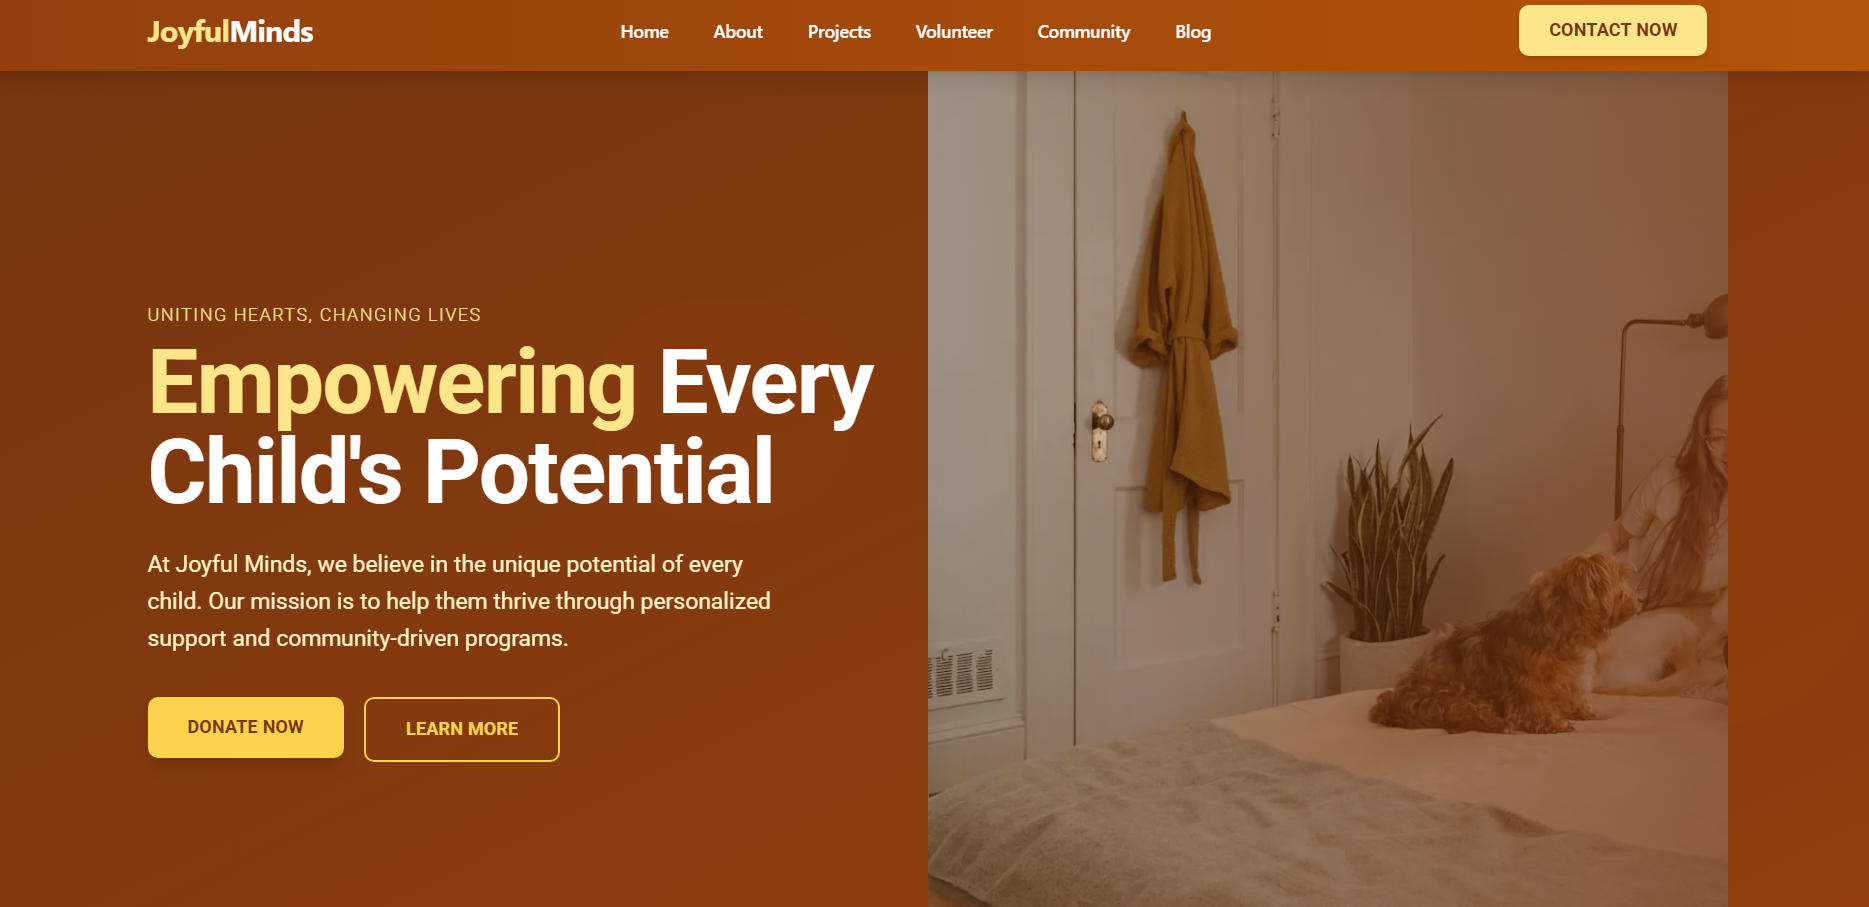 JoyfulMinds
Home About Projects Volunteer Community Blog
CONTACT NOW
UNITING HEARTS, CHANGING LIVES
Empowering Every
Child's Potential
At Joyful Minds, we believe in the unique potential of every
child. Our mission is to help them thrive through personalized
support and community-driven programs.
DONATE NOW
LEARN MORE